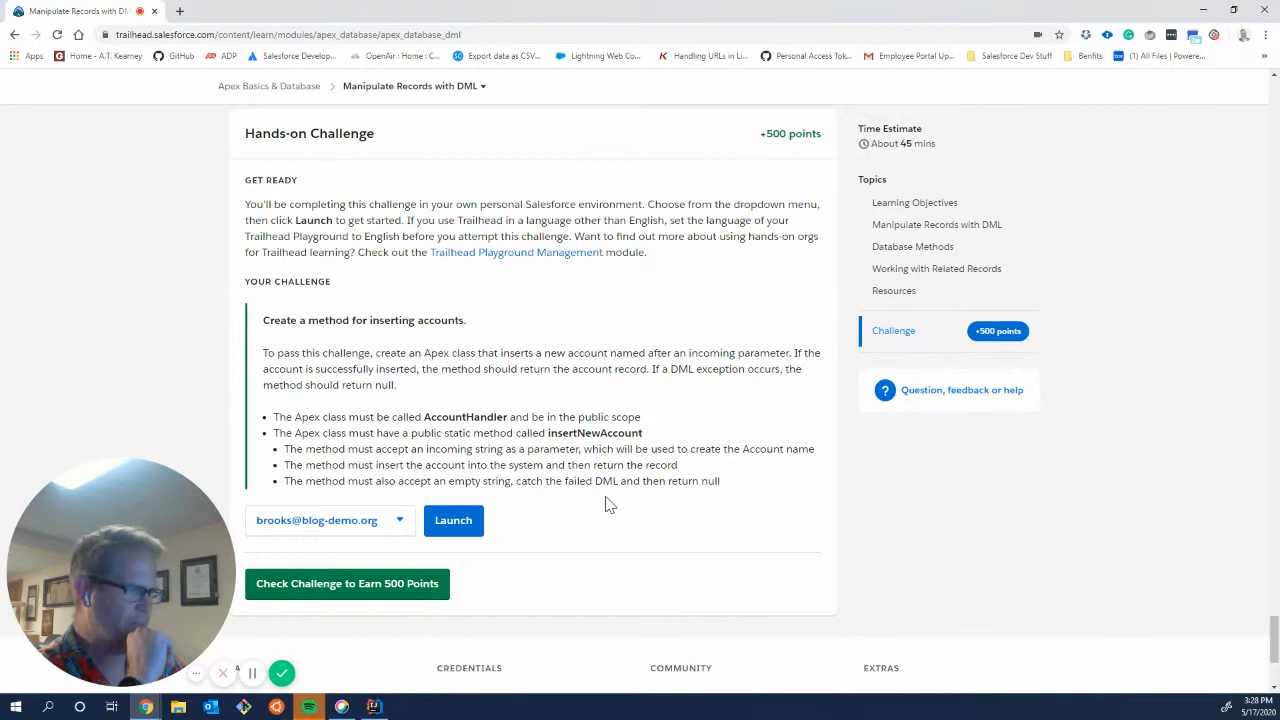 Manipulate Records with DM
trailhead.salesforce.com/content/learn/modules/apex_database/apex_database_dml
Apps
Home - A.T. Kearney
GitHub
ADP
Salesforce Develop...
OpenAir : Home : C...
Export data as CSV...
Lightning Web Co...
Handling URLs in Li...
Personal Access Tok...
Employee Portal Up...
Salesforce Dev Stuff
Benfits
(1) All Files | Powe...
Apex Basics & Database
Manipulate Records with DML
Hands-on Challenge
+500 points
GET READY
You'll be completing this challenge in your own personal Salesforce environment. Choose from the dropdown menu,
then click Launch to get started. If you use Trailhead in a language other than English, set the language of your
Trailhead Playground to English before you attempt this challenge. Want to find out more about using hands-on orgs
for Trailhead learning? Check out the Trailhead Playground Management module.
YOUR CHALLENGE
Create a method for inserting accounts.
To pass this challenge, create an Apex class that inserts a new account named after an incoming parameter. If the
account is successfully inserted, the method should return the account record. If a DML exception occurs, the
method should return null.
• The Apex class must be called AccountHandler and be in the public scope
• The Apex class must have a public static method called insertNewAccount
• The method must accept an incoming string as a parameter, which will be used to create the Account name
• The method must insert the account into the system and then return the record
• The method must also accept an empty string, catch the failed DML and then return null
brooks@blog-demo.org
Launch
Check Challenge to Earn 500 Points
Time Estimate
About 45 mins
Topics
Learning Objectives
Manipulate Records with DML
Database Methods
Working with Related Records
Resources
Challenge
+500 points
? Question, feedback or help
CREDENTIALS
COMMUNITY
EXTRAS
3:28 PM
5/17/2020